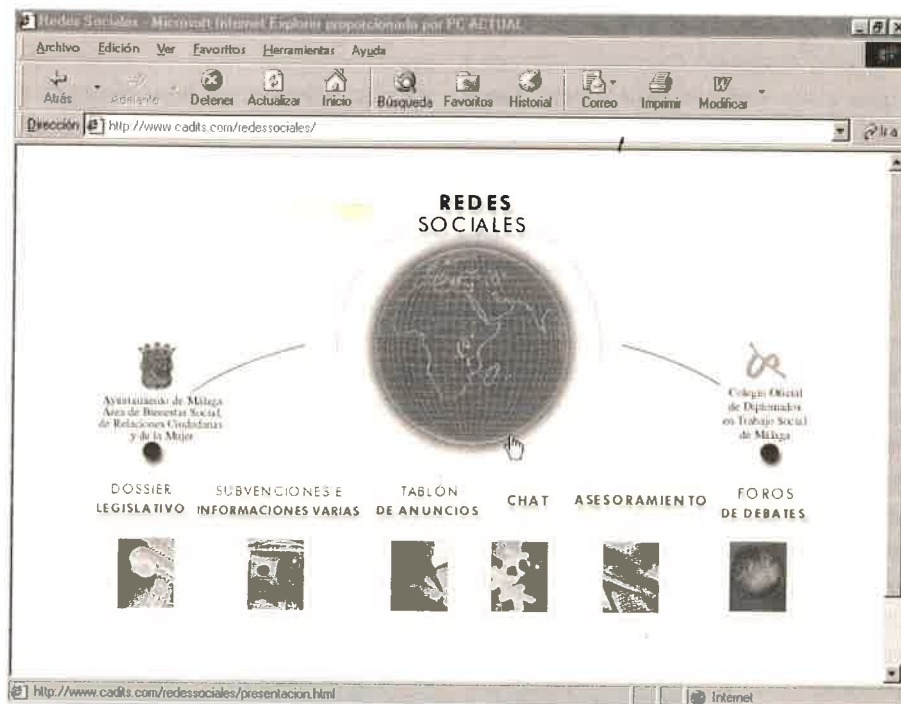 Redes Sociales - Microsoft Internet Explorer proporcionado por PC ACTUAL
Archivo Edición Ver Favoritos Herramientas Ayuda
Atrás Adelante Detener Actualizar Inicio Búsqueda Favoritos Historial Correo Imprimir Modificar
Dirección http://www.cadits.com/redessociales/ Ir a
REDES
SOCIALES
Ayuntamiento de Málaga
Área de Bienestar Social,
de Relaciones Ciudadanas
y de la Mujer
Colegio Oficial
de Diplomados
en Trabajo Social
de Málaga
DOSSIER
LEGISLATIVO
SUBVENCIONES E
INFORMACIONES VARIAS
TABLÓN
DE ANUNCIOS
CHAT
ASESORAMIENTO
FOROS
DE DEBATES
http://www.cadits.com/redessociales/presentacion.html Internet